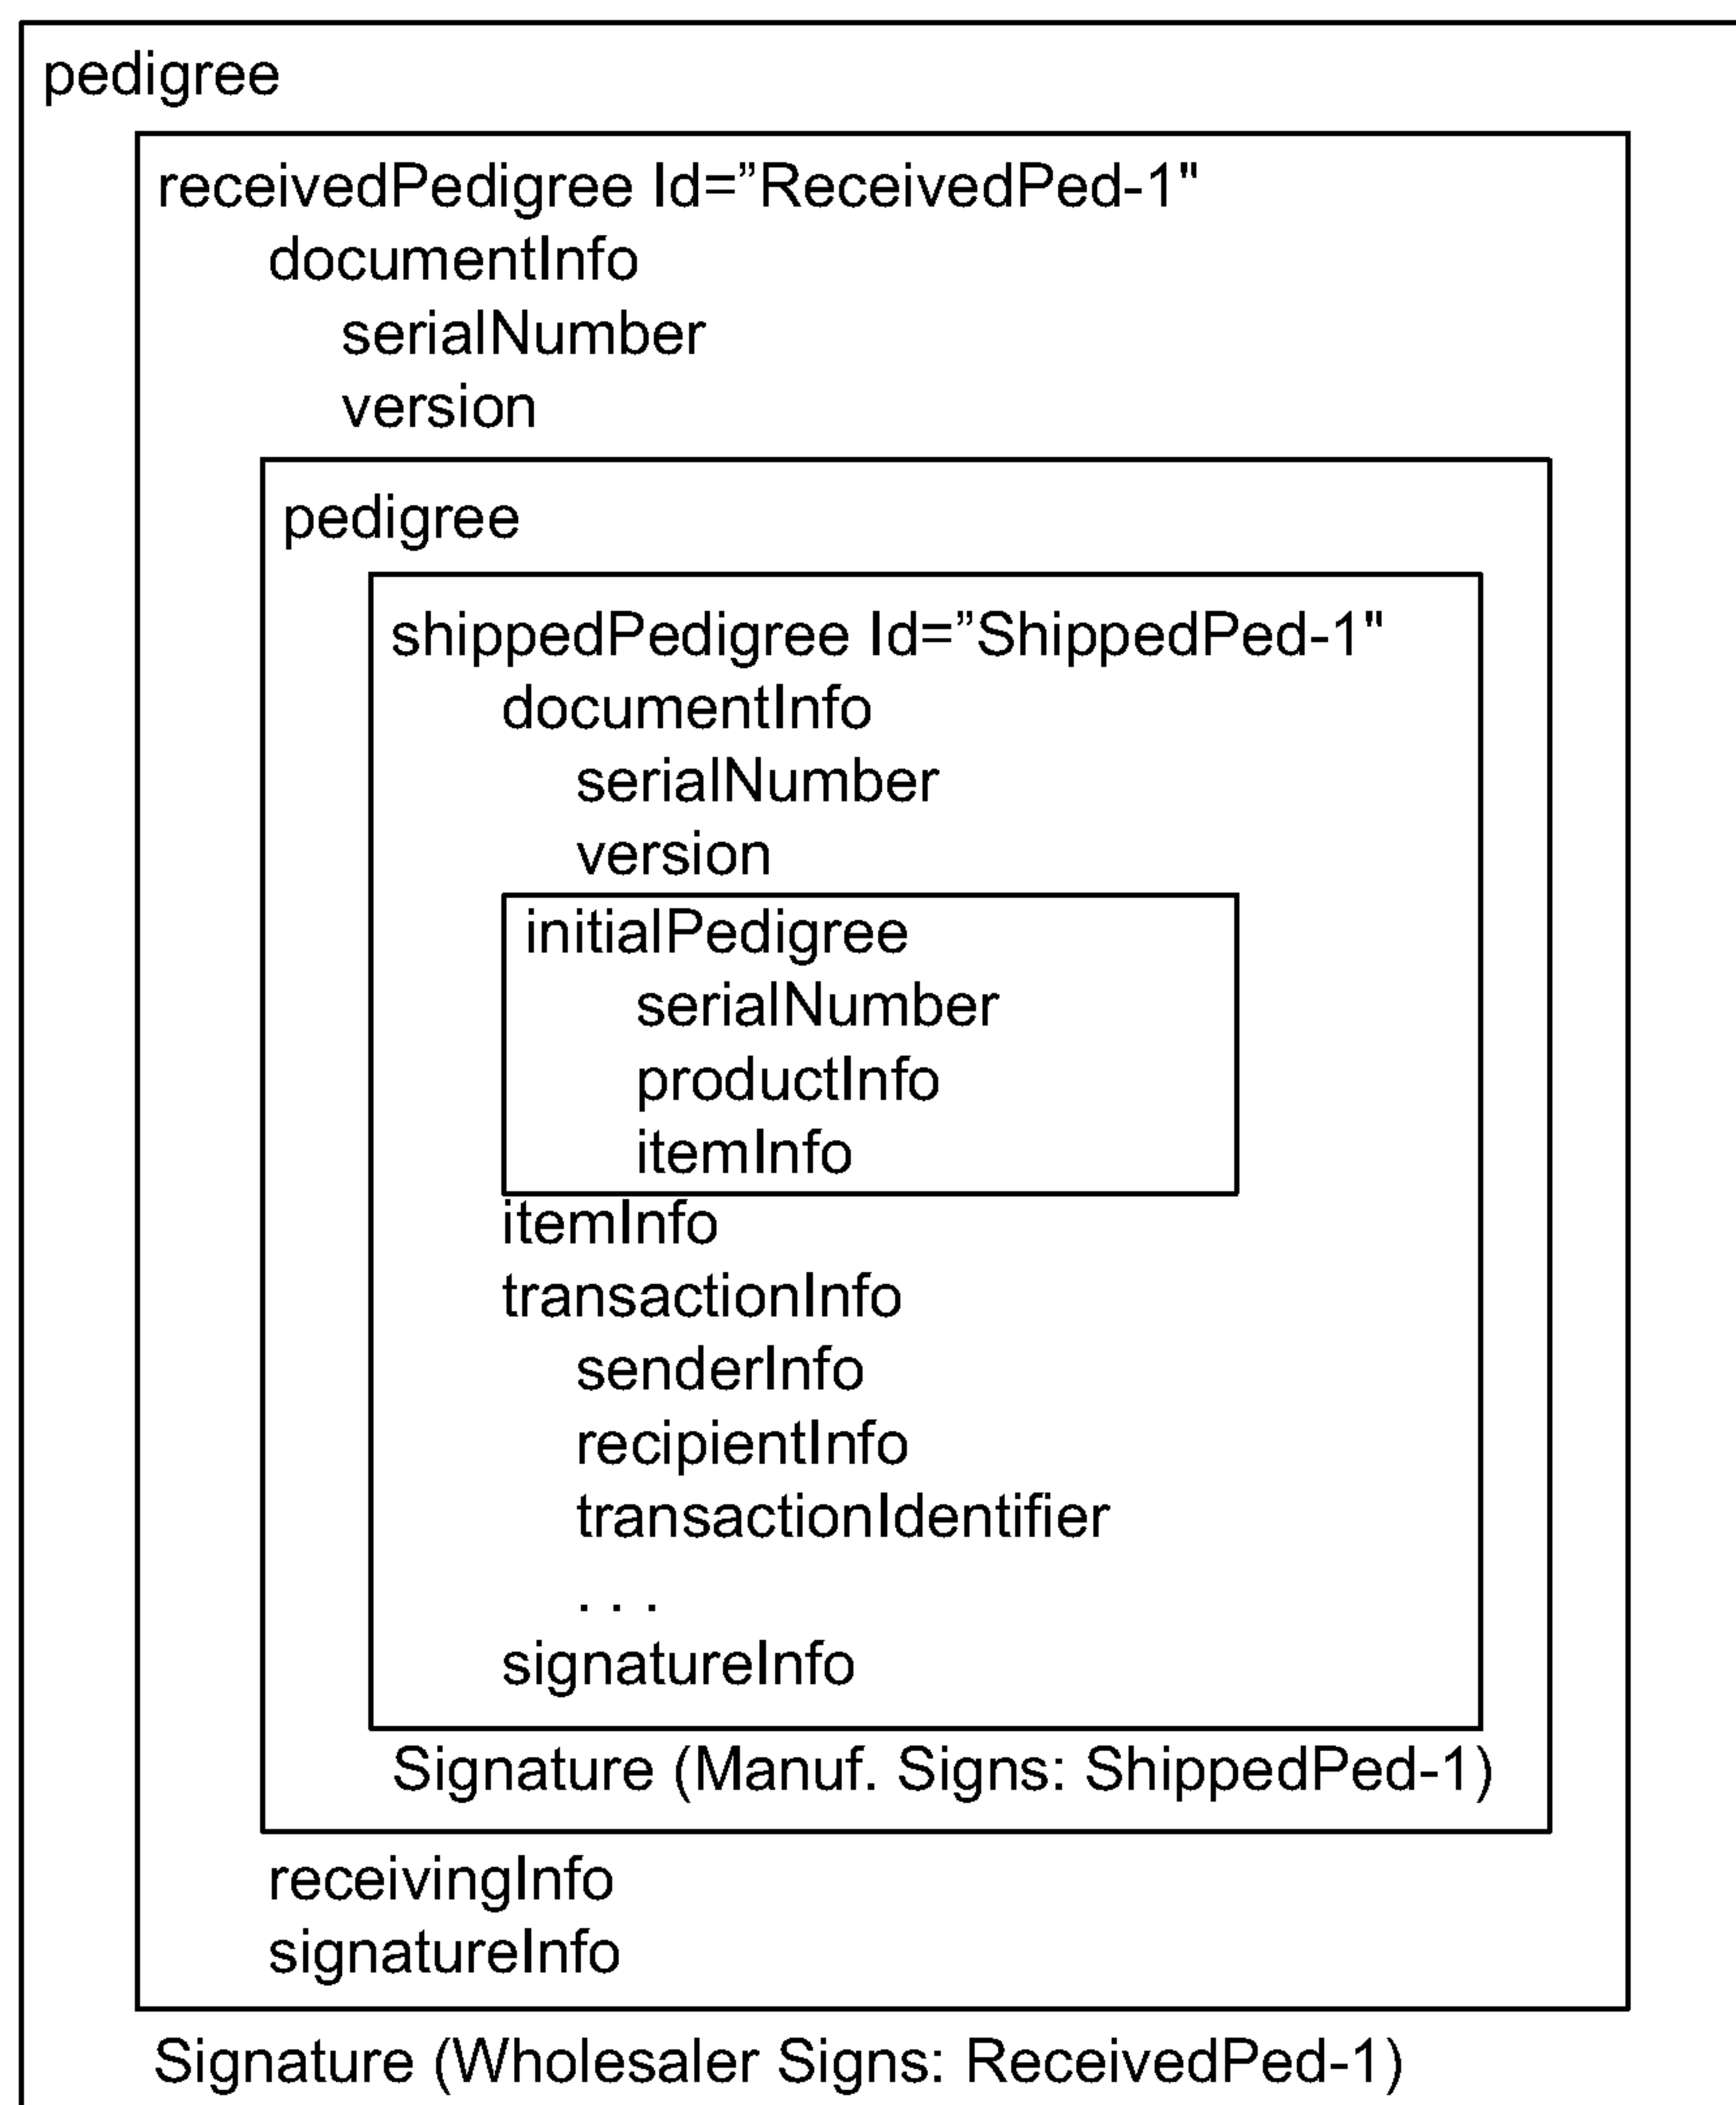 pedigree
receivedPedigree Id=”ReceivedPed-1"
documentInfo
serialNumber
version
pedigree
shippedPedigree Id=”ShippedPed-1"
documentInfo
serialNumber
version
initialPedigree
serialNumber
productInfo
itemInfo
itemInfo
transactionInfo
senderInfo
recipientInfo
transactionIdentifier
. . .
signatureInfo
Signature (Manuf. Signs: ShippedPed-1)
receivingInfo
signatureInfo
Signature (Wholesaler Signs: ReceivedPed-1)